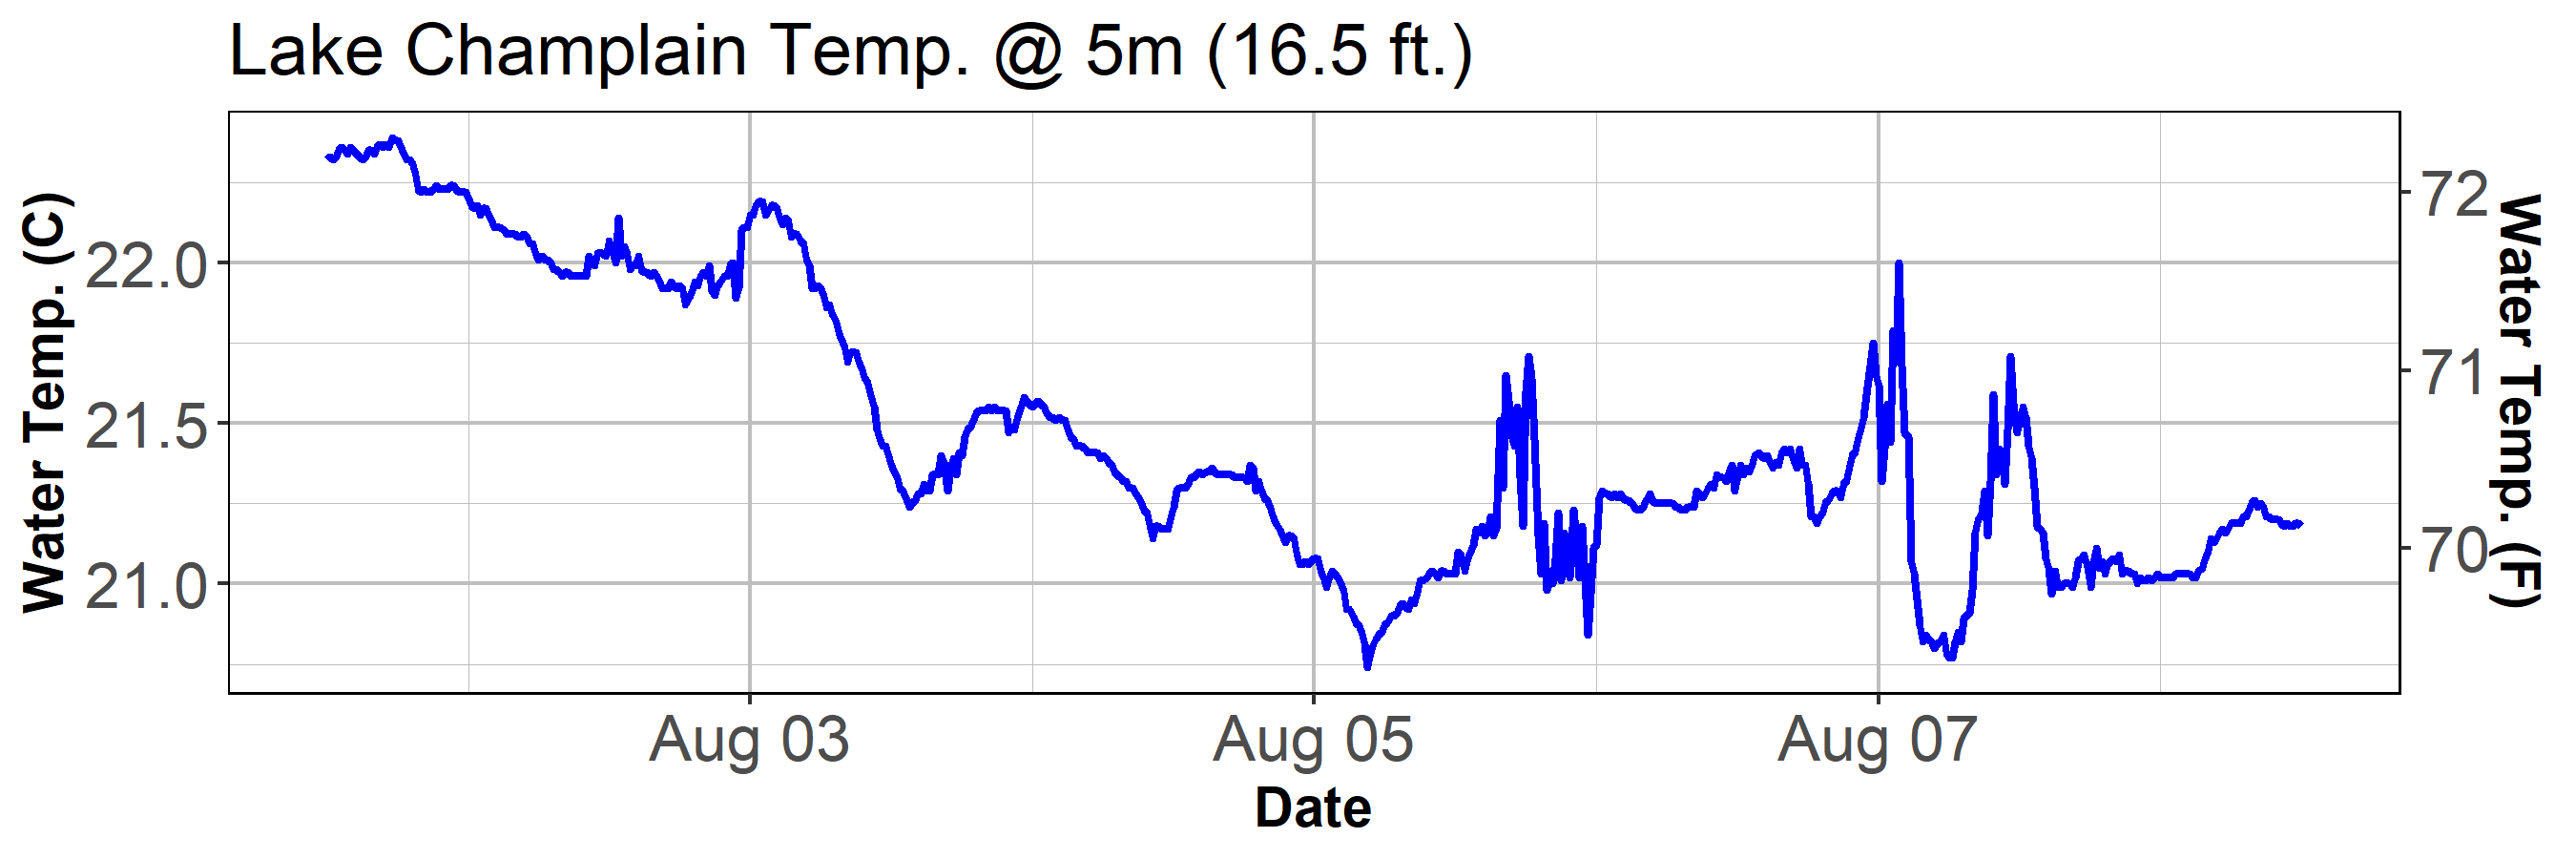 Lake Champlain Temp. @ 5m (16.5 ft.)
Water Temp. (C)
22.0
21.5
21.0
72
71
70
Water Temp. (F)
Aug 03 Aug 05 Aug 07
Date